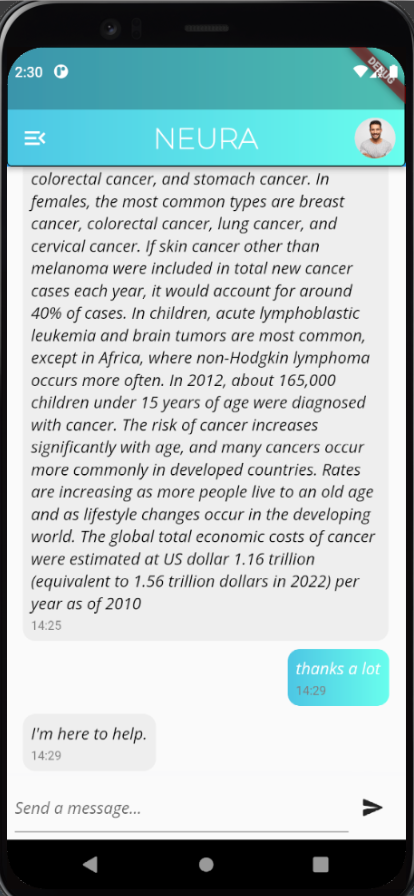 2:30
DEBUG
NEURA
colorectal cancer, and stomach cancer. In
females, the most common types are breast
cancer, colorectal cancer, lung cancer, and
cervical cancer. If skin cancer other than
melanoma were included in total new cancer
cases each year, it would account for around
40% of cases. In children, acute lymphoblastic
leukemia and brain tumors are most common,
except in Africa, where non-Hodgkin lymphoma
occurs more often. In 2012, about 165,000
children under 15 years of age were diagnosed
with cancer. The risk of cancer increases
significantly with age, and many cancers occur
more commonly in developed countries. Rates
are increasing as more people live to an old age
and as lifestyle changes occur in the developing
world. The global total economic costs of cancer
were estimated at US dollar 1.16 trillion
(equivalent to 1.56 trillion dollars in 2022) per
year as of 2010
14:25
thanks a lot
14:29
I'm here to help.
14:29
Send a message...